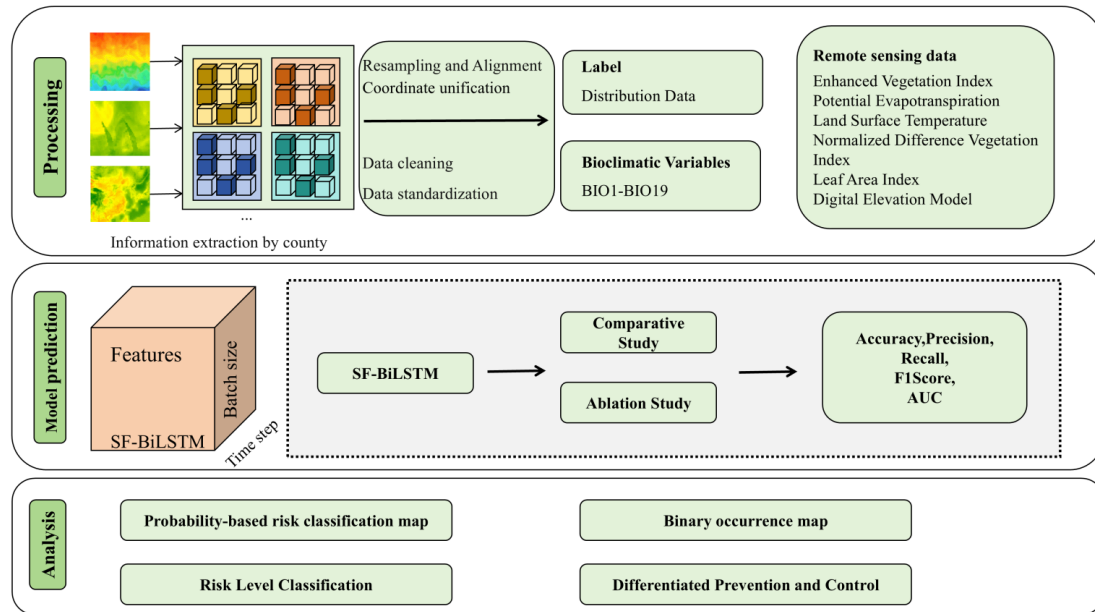 Processing
...
Information extraction by county
Resampling and Alignment
Coordinate unification
Data cleaning
Data standardization
Label
Distribution Data
Bioclimatic Variables
BIO1-BIO19
Remote sensing data
Enhanced Vegetation Index
Potential Evapotranspiration
Land Surface Temperature
Normalized Difference Vegetation
Index
Leaf Area Index
Digital Elevation Model
Model prediction
Features
SF-BiLSTM
Batch size
Time step
SF-BiLSTM
Comparative
Study
Ablation Study
Accuracy,Precision,
Recall,
F1Score,
AUC
Analysis
Probability-based risk classification map
Binary occurrence map
Risk Level Classification
Differentiated Prevention and Control